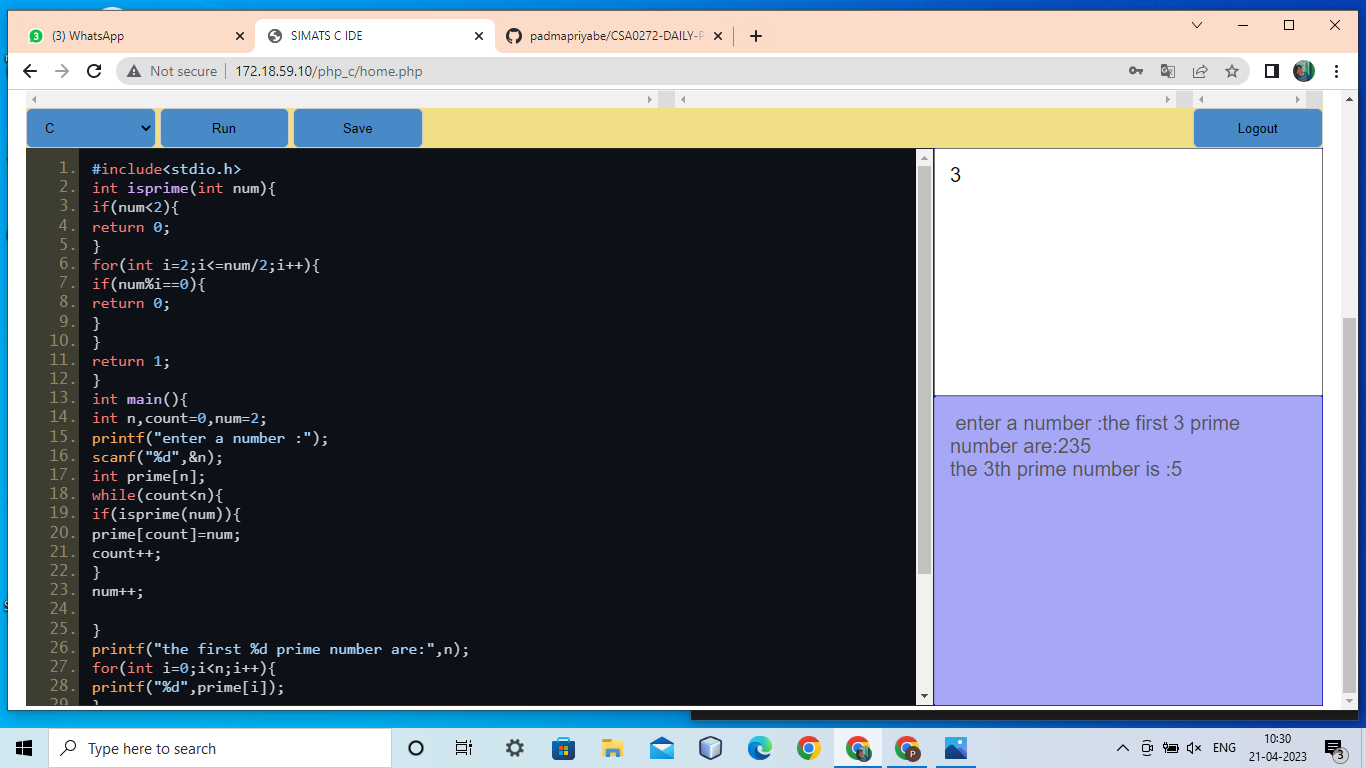 (3) WhatsApp
SIMATS C IDE
padmapriyabe/CSA0272-DAILY-P
Not secure
172.18.59.10/php_c/home.php
C
Run
Save
Logout
1. #include<stdio.h>
2. int isprime(int num){
3. if(num<2){
4. return 0;
5. }
6. for(int i=2;i<=num/2;i++){
7. if(num%i==0){
8. return 0;
9. }
10. }
11. return 1;
12. }
13. int main(){
14. int n,count=0,num=2;
15. printf("enter a number :");
16. scanf("%d",&n);
17. int prime[n];
18. while(count<n){
19. if(isprime(num)){
20. prime[count]=num;
21. count++;
22. }
23. num++;
24.
25. }
26. printf("the first %d prime number are:",n);
27. for(int i=0;i<n;i++){
28. printf("%d",prime[i]);
29. }
3
enter a number :the first 3 prime
number are:235
the 3th prime number is :5
Type here to search
ENG
10:30
21-04-2023
3